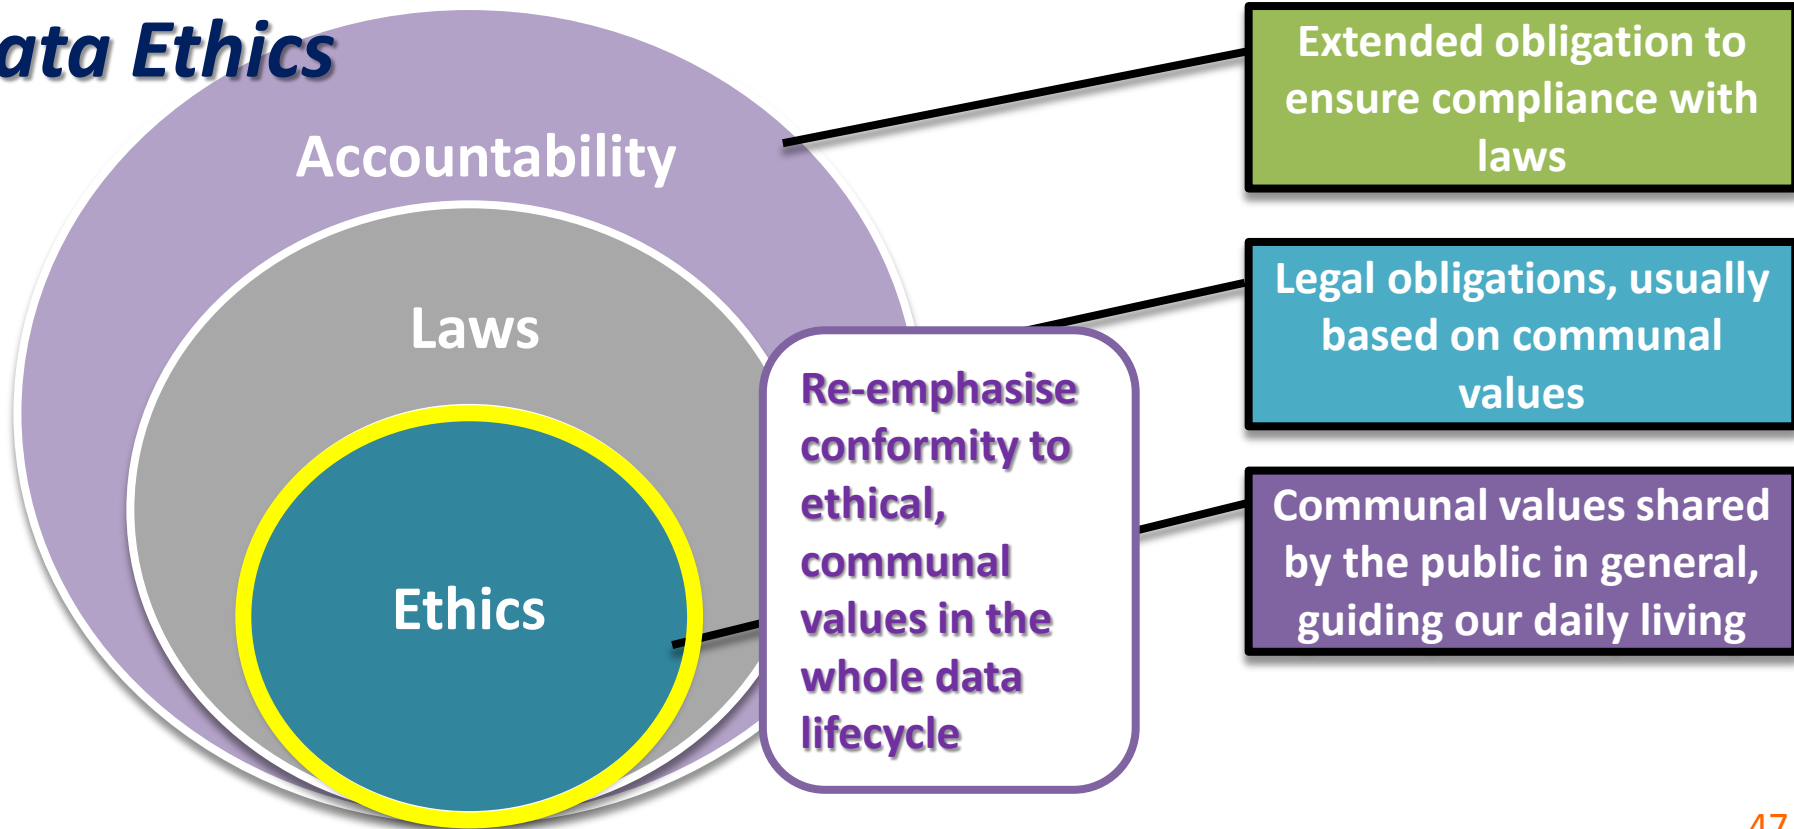 ata Ethics
Accountability
Laws
Ethics
Re-emphasise
conformity to
ethical,
communal
values in the
whole data
lifecycle
Extended obligation to
ensure compliance with
laws
Legal obligations, usually
based on communal
values
Communal values shared
by the public in general,
guiding our daily living
47